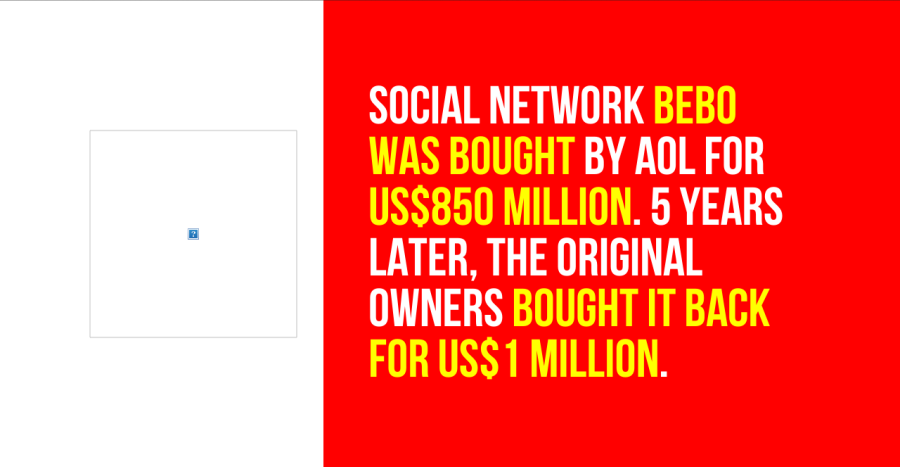 SOCIAL NETWORK BEBO
WAS BOUGHT BY AOL FOR
US$850 MILLION. 5 YEARS
LATER, THE ORIGINAL
OWNERS BOUGHT IT BACK
FOR US$1 MILLION.